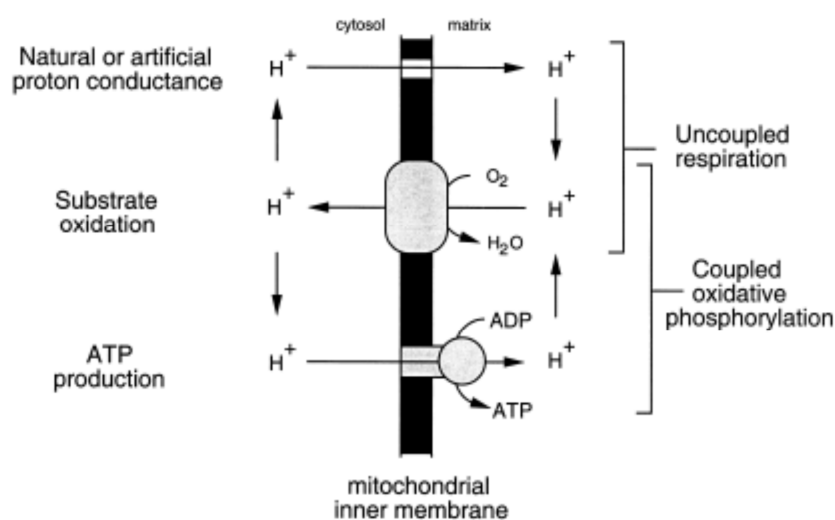 cytosol
matrix
Natural or artificial
proton conductance
H+
H+
Uncoupled
respiration
Substrate
oxidation
H+
O2
H+
H2O
Coupled
oxidative
phosphorylation
ATP
production
H+
ADP
H+
ATP
mitochondrial
inner membrane